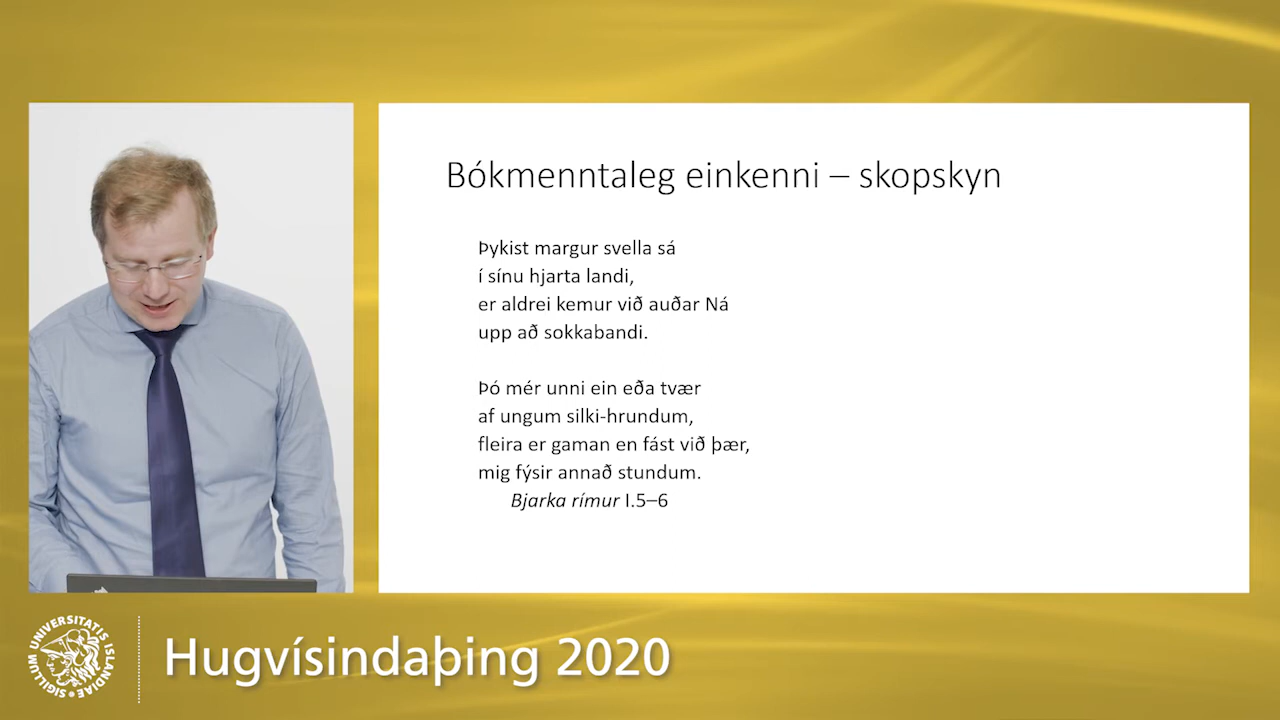 Bókmenntaleg einkenni – skopskyn
Þykist margur svella sá
í sínu hjarta landi,
er aldrei kemur við auðar Ná
upp að sokkabandi.
Þó mér unni ein eða tvær
af ungum silki-hrundum,
fleira er gaman en fást við þær,
mig fýsir annað stundum.
Bjarka rímur I.5–6
SIGILLUM UNIVERSITATIS ISLANDIAE
Hugvísindaþing 2020